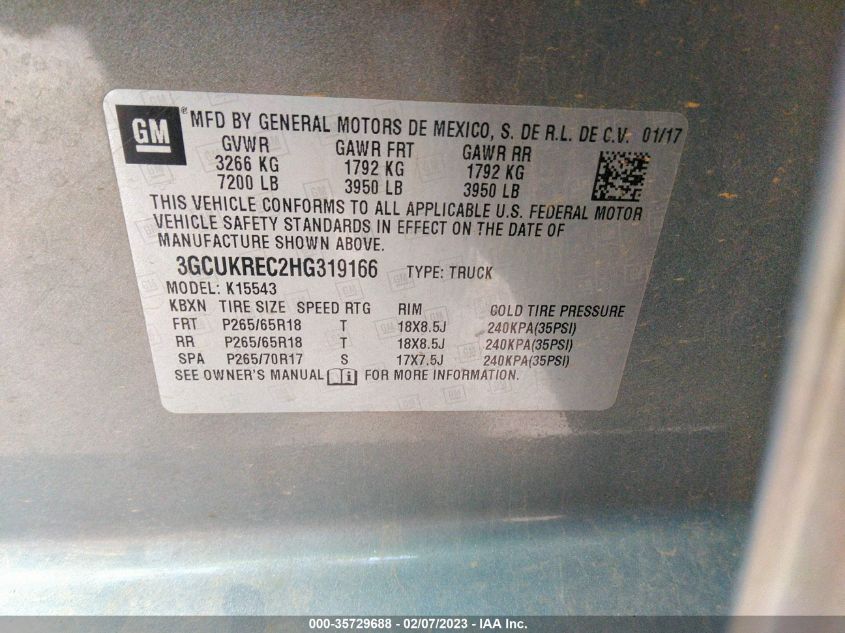 GM ® MFD BY GENERAL MOTORS DE MEXICO, S. DE R.L. DE C.V. 01/17
GVWR GAWR FRT GAWR RR
3266 KG 1792 KG 1792 KG
7200 LB 3950 LB 3950 LB
THIS VEHICLE CONFORMS TO ALL APPLICABLE U.S. FEDERAL MOTOR
VEHICLE SAFETY STANDARDS IN EFFECT ON THE DATE OF
MANUFACTURE SHOWN ABOVE.
3GCUKREC2HG319166 TYPE: TRUCK
MODEL: K15543
KBXN TIRE SIZE SPEED RTG RIM COLD TIRE PRESSURE
FRT P265/65R18 T 18X8.5J 240KPA(35PSI)
RR P265/65R18 T 18X8.5J 240KPA(35PSI)
SPA P265/70R17 S 17X7.5J 240KPA(35PSI)
SEE OWNER'S MANUAL FOR MORE INFORMATION.
000-35729688 - 02/07/2023 - IAA Inc.